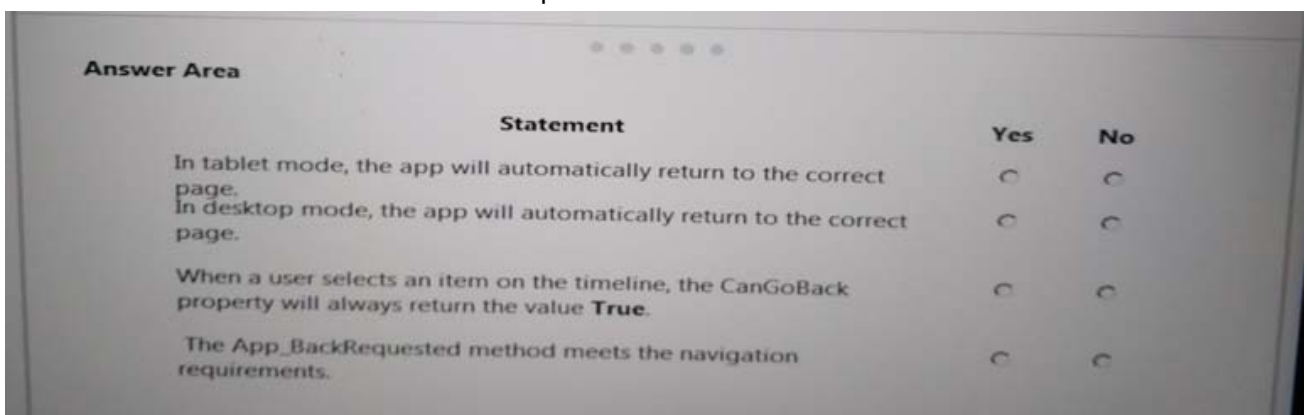 Answer Area
Statement Yes No
In tablet mode, the app will automatically return to the correct
page.
In desktop mode, the app will automatically return to the correct
page.
When a user selects an item on the timeline, the CanGoBack
property will always return the value True.
The App_BackRequested method meets the navigation
requirements.